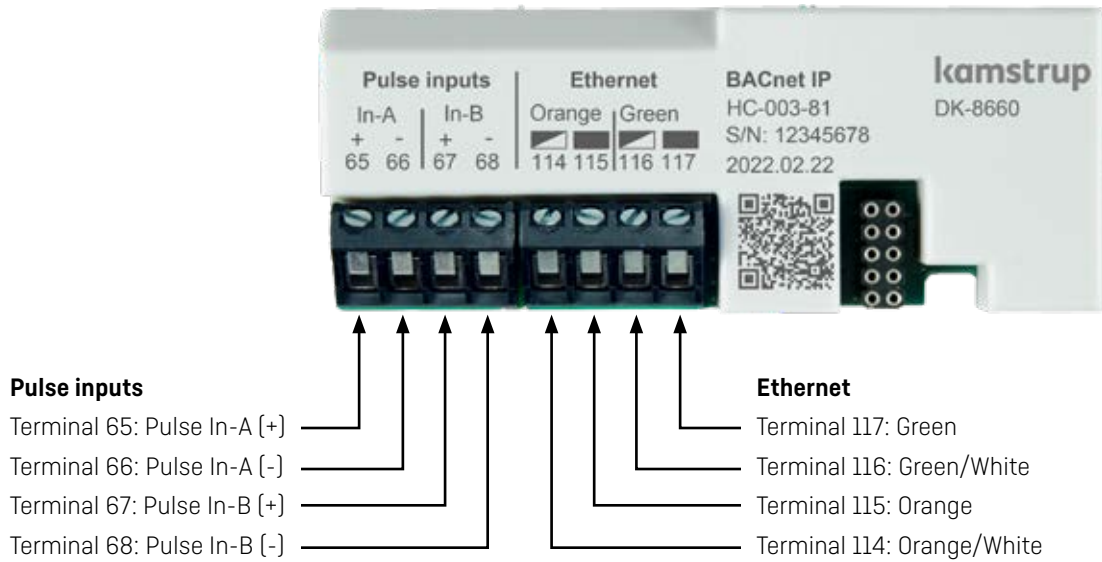 Pulse inputs
In-A In-B
+ - + -
65 66 67 68
Ethernet
Orange Green
114 115 116 117
BACnet IP
HC-003-81
S/N: 12345678
2022.02.22
kamstrup
DK-8660
Pulse inputs
Terminal 65: Pulse In-A (+)
Terminal 66: Pulse In-A (-)
Terminal 67: Pulse In-B (+)
Terminal 68: Pulse In-B (-)
Ethernet
Terminal 117: Green
Terminal 116: Green/White
Terminal 115: Orange
Terminal 114: Orange/White